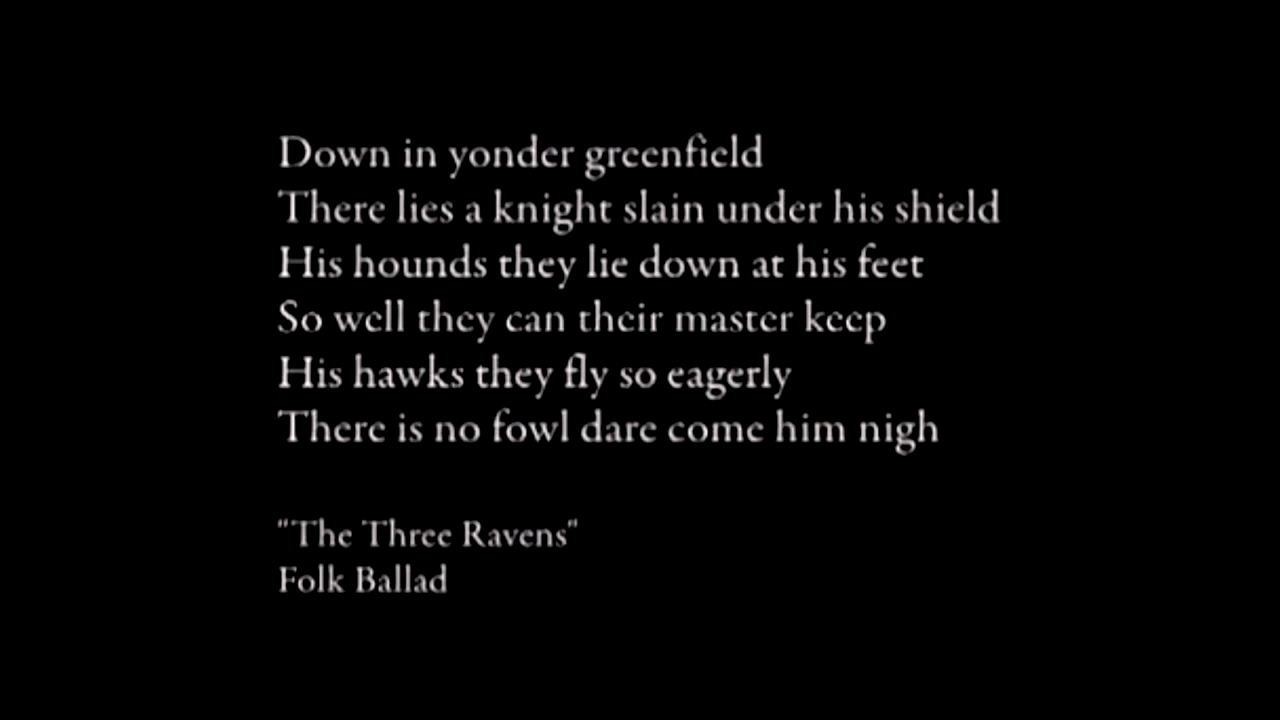 Down in yonder greenfield
There lies a knight slain under his shield
His hounds they lie down at his feet
So well they can their master keep
His hawks they fly so eagerly
There is no fowl dare come him nigh
"The Three Ravens"
Folk Ballad